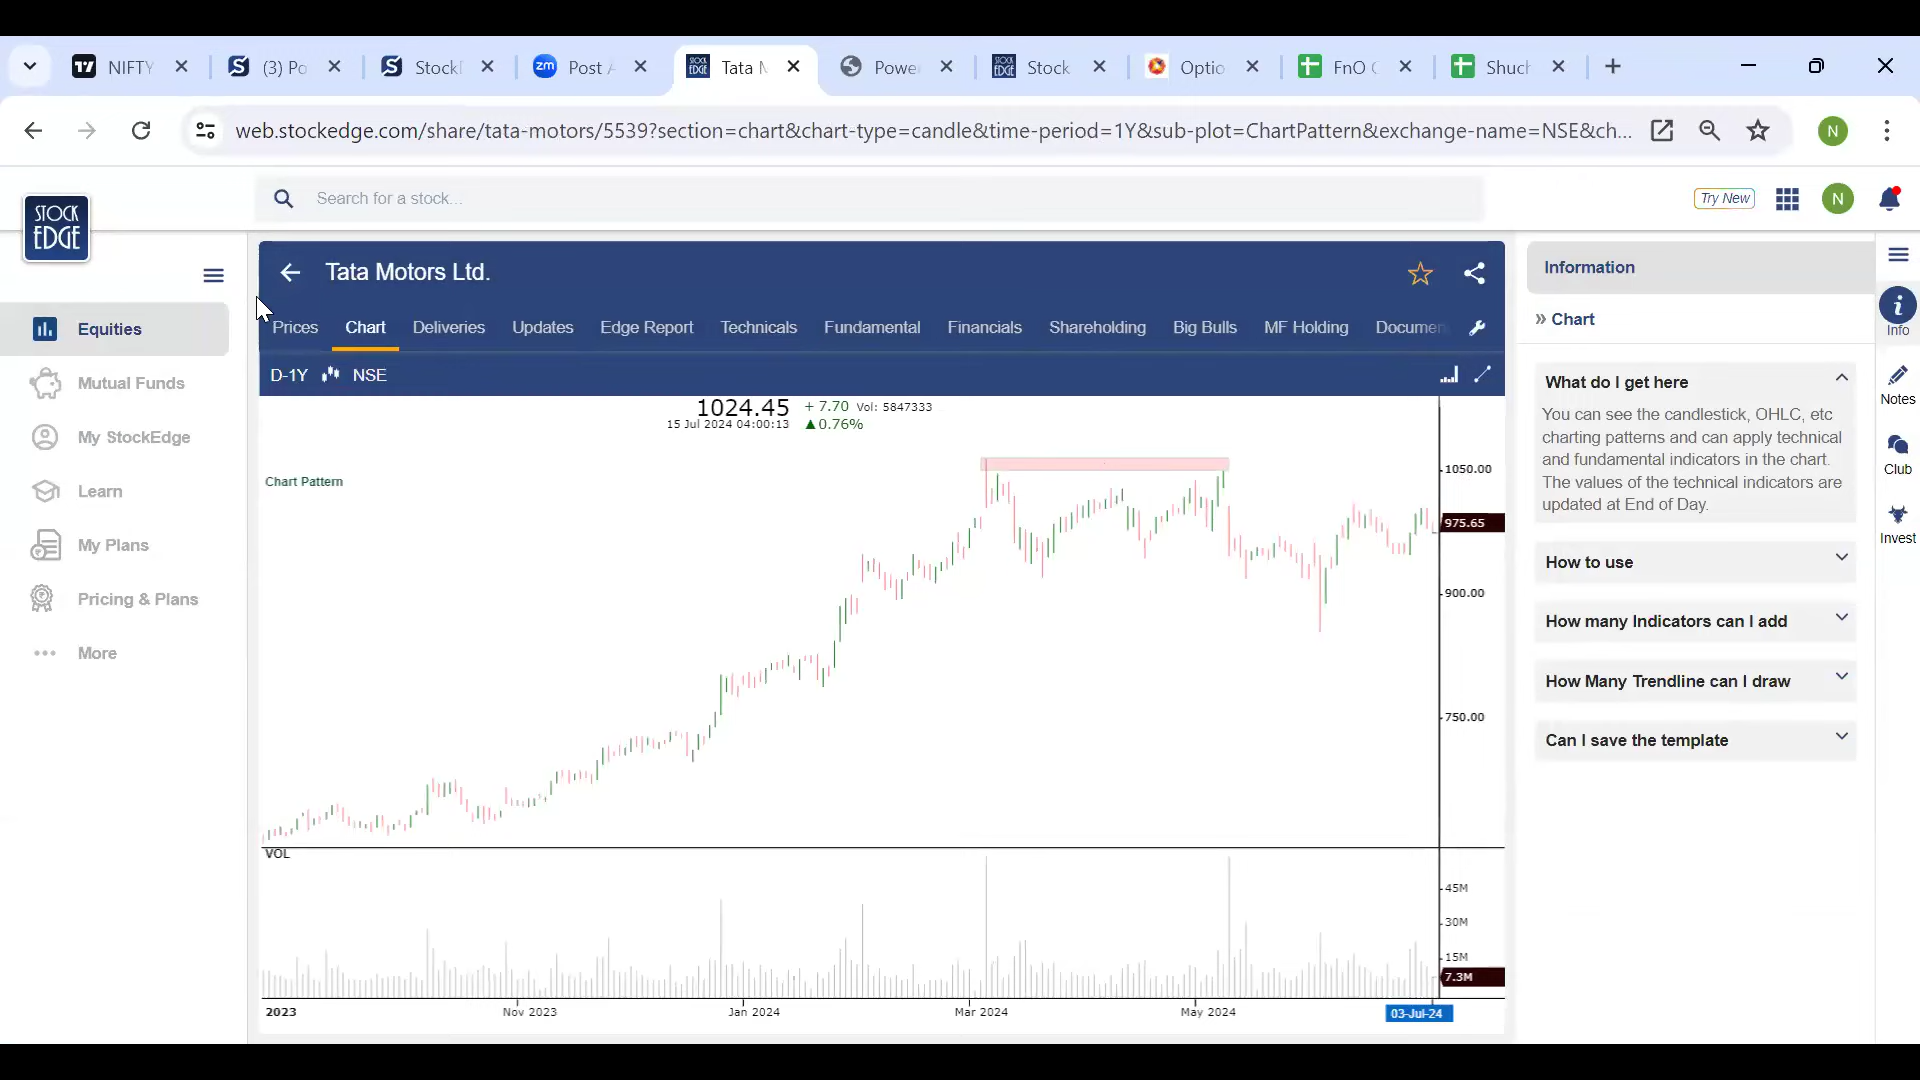 NIFTY
(3) Po
Stock
Post A
Tata M
Power
Stock
Optio
FnO C
Shuch
web.stockedge.com/share/tata-motors/5539?section=chart&chart-type=candle&time-period=1Y&sub-plot=ChartPattern&exchange-name=NSE&ch...
N
STOCK
EDGE
Search for a stock...
Try New
N
Tata Motors Ltd.
Prices Chart Deliveries Updates Edge Report Technicals Fundamental Financials Shareholding Big Bulls MF Holding Documen
D-1Y NSE
1024.45 + 7.70 Vol: 5847333
15 Jul 2024 04:00:13 ▲0.76%
Chart Pattern
1050.00
975.65
900.00
750.00
VOL
45M
30M
15M
7.3M
2023 Nov 2023 Jan 2024 Mar 2024 May 2024 03-Jul-24
Equities
Mutual Funds
My StockEdge
Learn
My Plans
Pricing & Plans
More
Information
» Chart
What do I get here
You can see the candlestick, OHLC, etc
charting patterns and can apply technical
and fundamental indicators in the chart.
The values of the technical indicators are
updated at End of Day.
How to use
How many Indicators can I add
How Many Trendline can I draw
Can I save the template
Info
Notes
Club
Invest